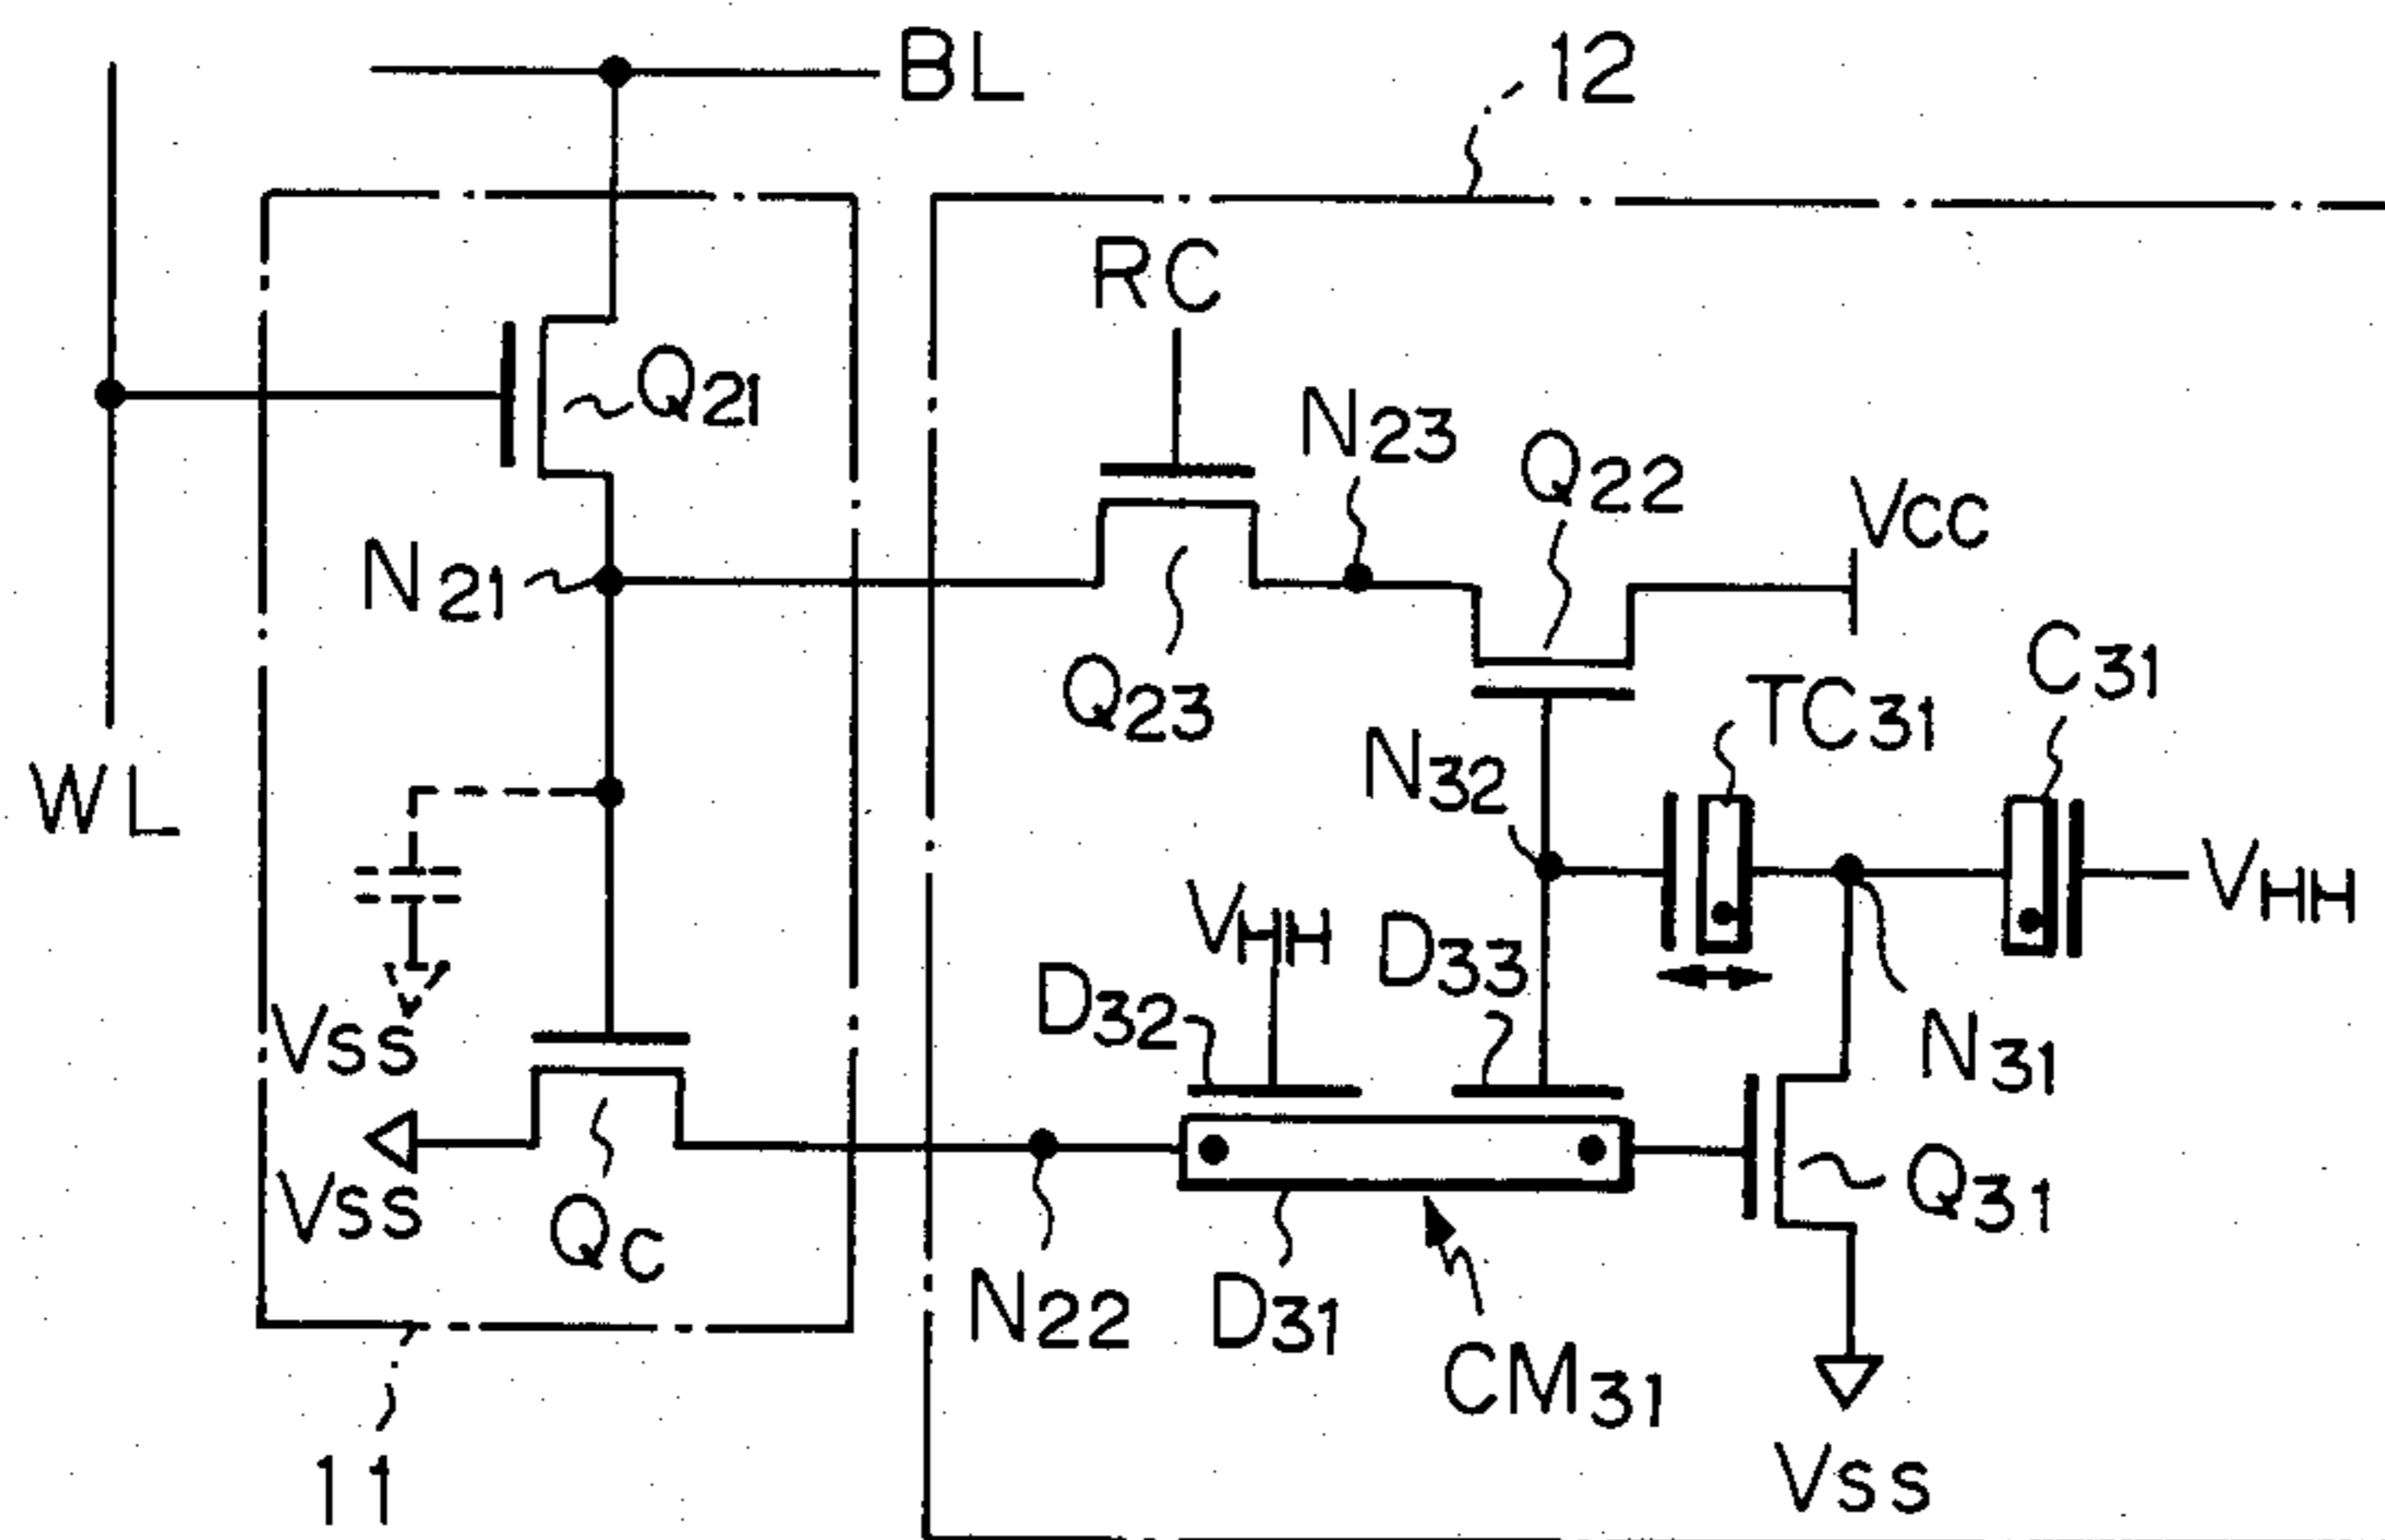 BL
12
RC
Q21
N23
Q22
VCC
N21
C31
Q23
TC31
N32
WL
VHH
VHH
D33
D32
VSS
N31
VSS
QC
Q31
N22
D31
CM31
VSS
11